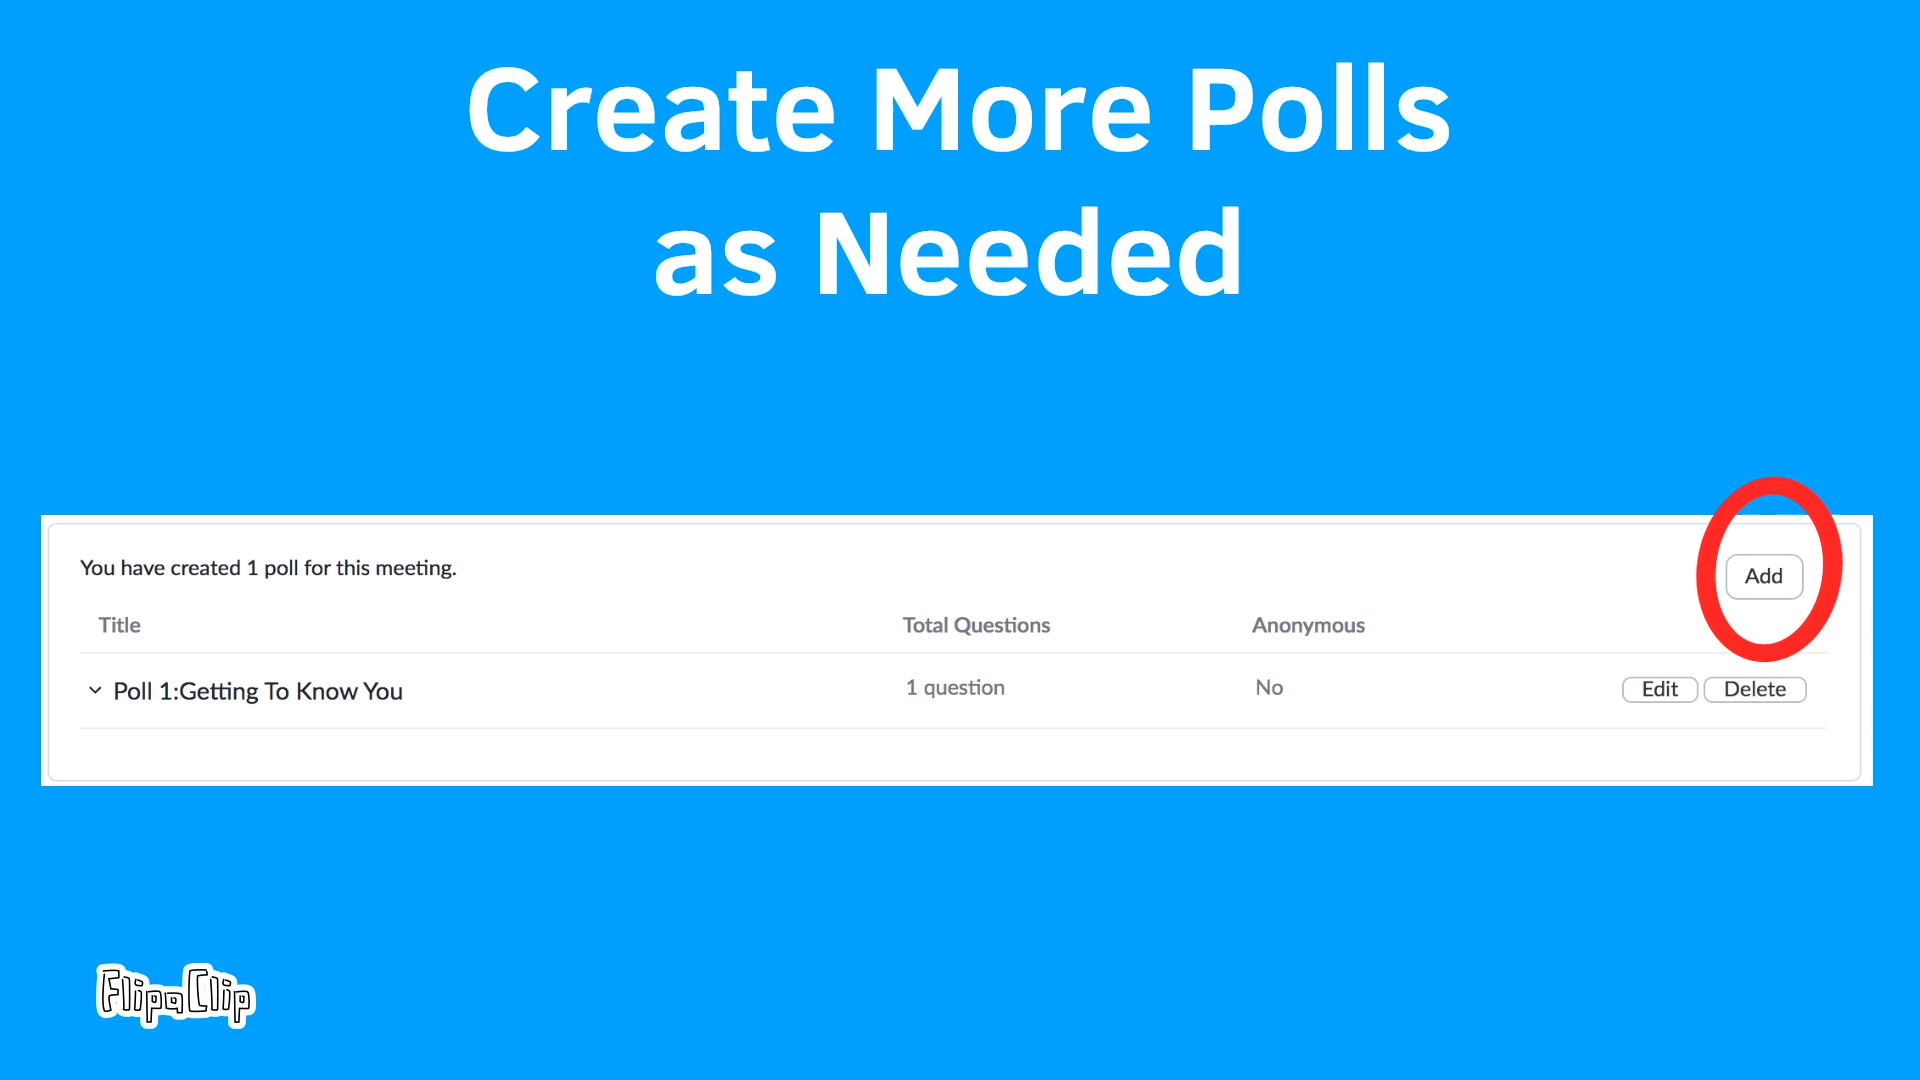 Create More Polls
as Needed
You have created 1 poll for this meeting.
Add
Title Total Questions Anonymous
Poll 1:Getting To Know You 1 question No Edit Delete
FlipaClip